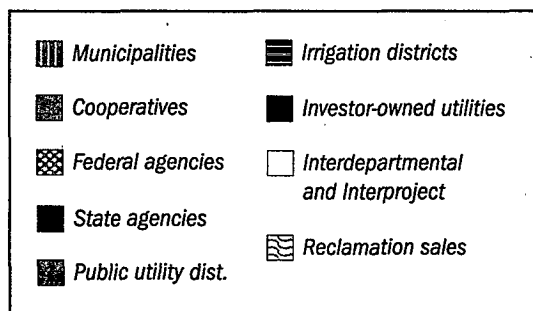 Municipalities
Cooperatives
Federal agencies
State agencies
Public utility dist.
Irrigation districts
Investor-owned utilities
Interdepartmental
and Interproject
Reclamation sales